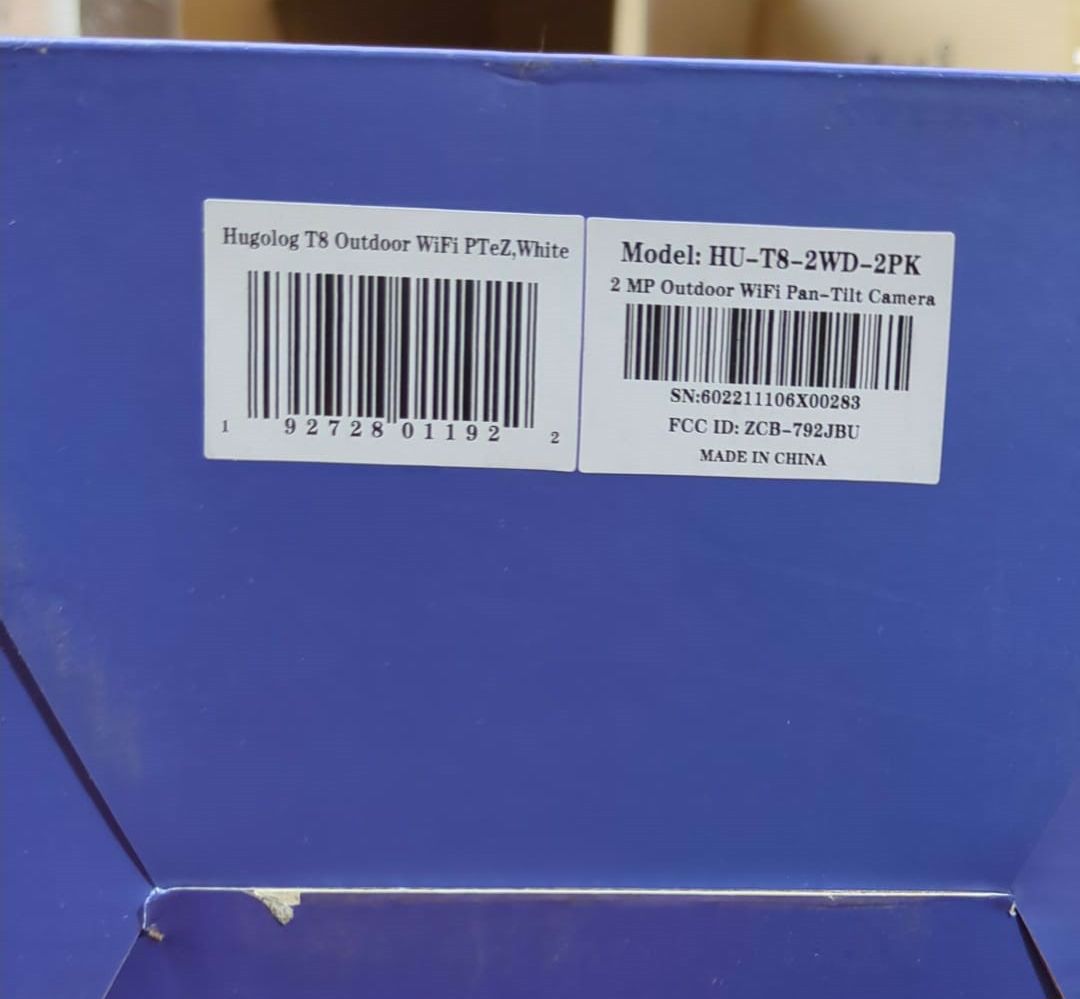 Hugolog T8 Outdoor WiFi PTeZ,White
1 92728 01192 2
Model: HU-T8-2WD-2PK
2 MP Outdoor WiFi Pan-Tilt Camera
SN:602211106X00283
FCC ID: ZCB-792JBU
MADE IN CHINA